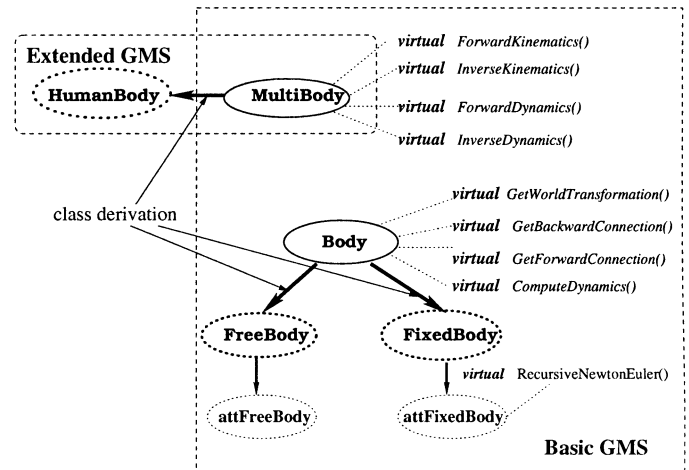 virtual ForwardKinematics()
Extended GMS
virtual InverseKinematics()
HumanBody
MultiBody
virtual ForwardDynamics()
virtual InverseDynamics()
class derivation
virtual GetWorldTransformation()
virtual GetBackwardConnection()
Body
virtual GetForwardConnection()
virtual ComputeDynamics()
FreeBody
FixedBody
virtual RecursiveNewtonEuler()
attFreeBody
attFixedBody
Basic GMS